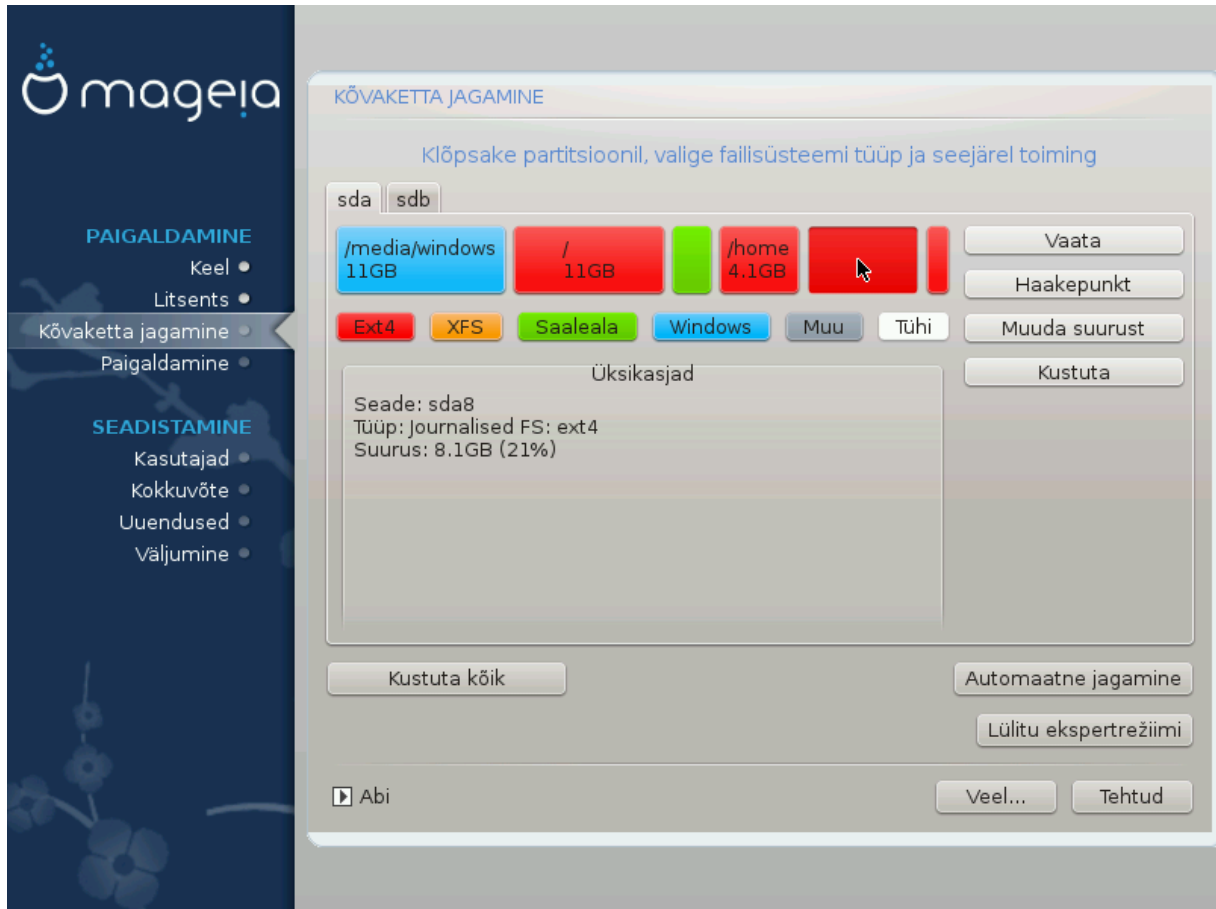 mageia
PAIGALDAMINE
Keel
Litsents
Kõvaketta jagamine
Paigaldamine
SEADISTAMINE
Kasutajad
Kokkuvõte
Uuendused
Väljumine
KÕVAKETTA JAGAMINE
Klõpsake partitsioonil, valige failisüsteemi tüüp ja seejärel toiming
sda sdb
/media/windows
11GB
/
11GB
/home
4.1GB
Ext4 XFS Saaleala Windows Muu Tühi
Üksikasjad
Seade: sda8
Tüüp: Journalised FS: ext4
Suurus: 8.1GB (21%)
Vaata
Haakepunkt
Muuda suurust
Kustuta
Kustuta kõik
Automaatne jagamine
Lülitu ekspertrežiimi
Abi
Veel...
Tehtud